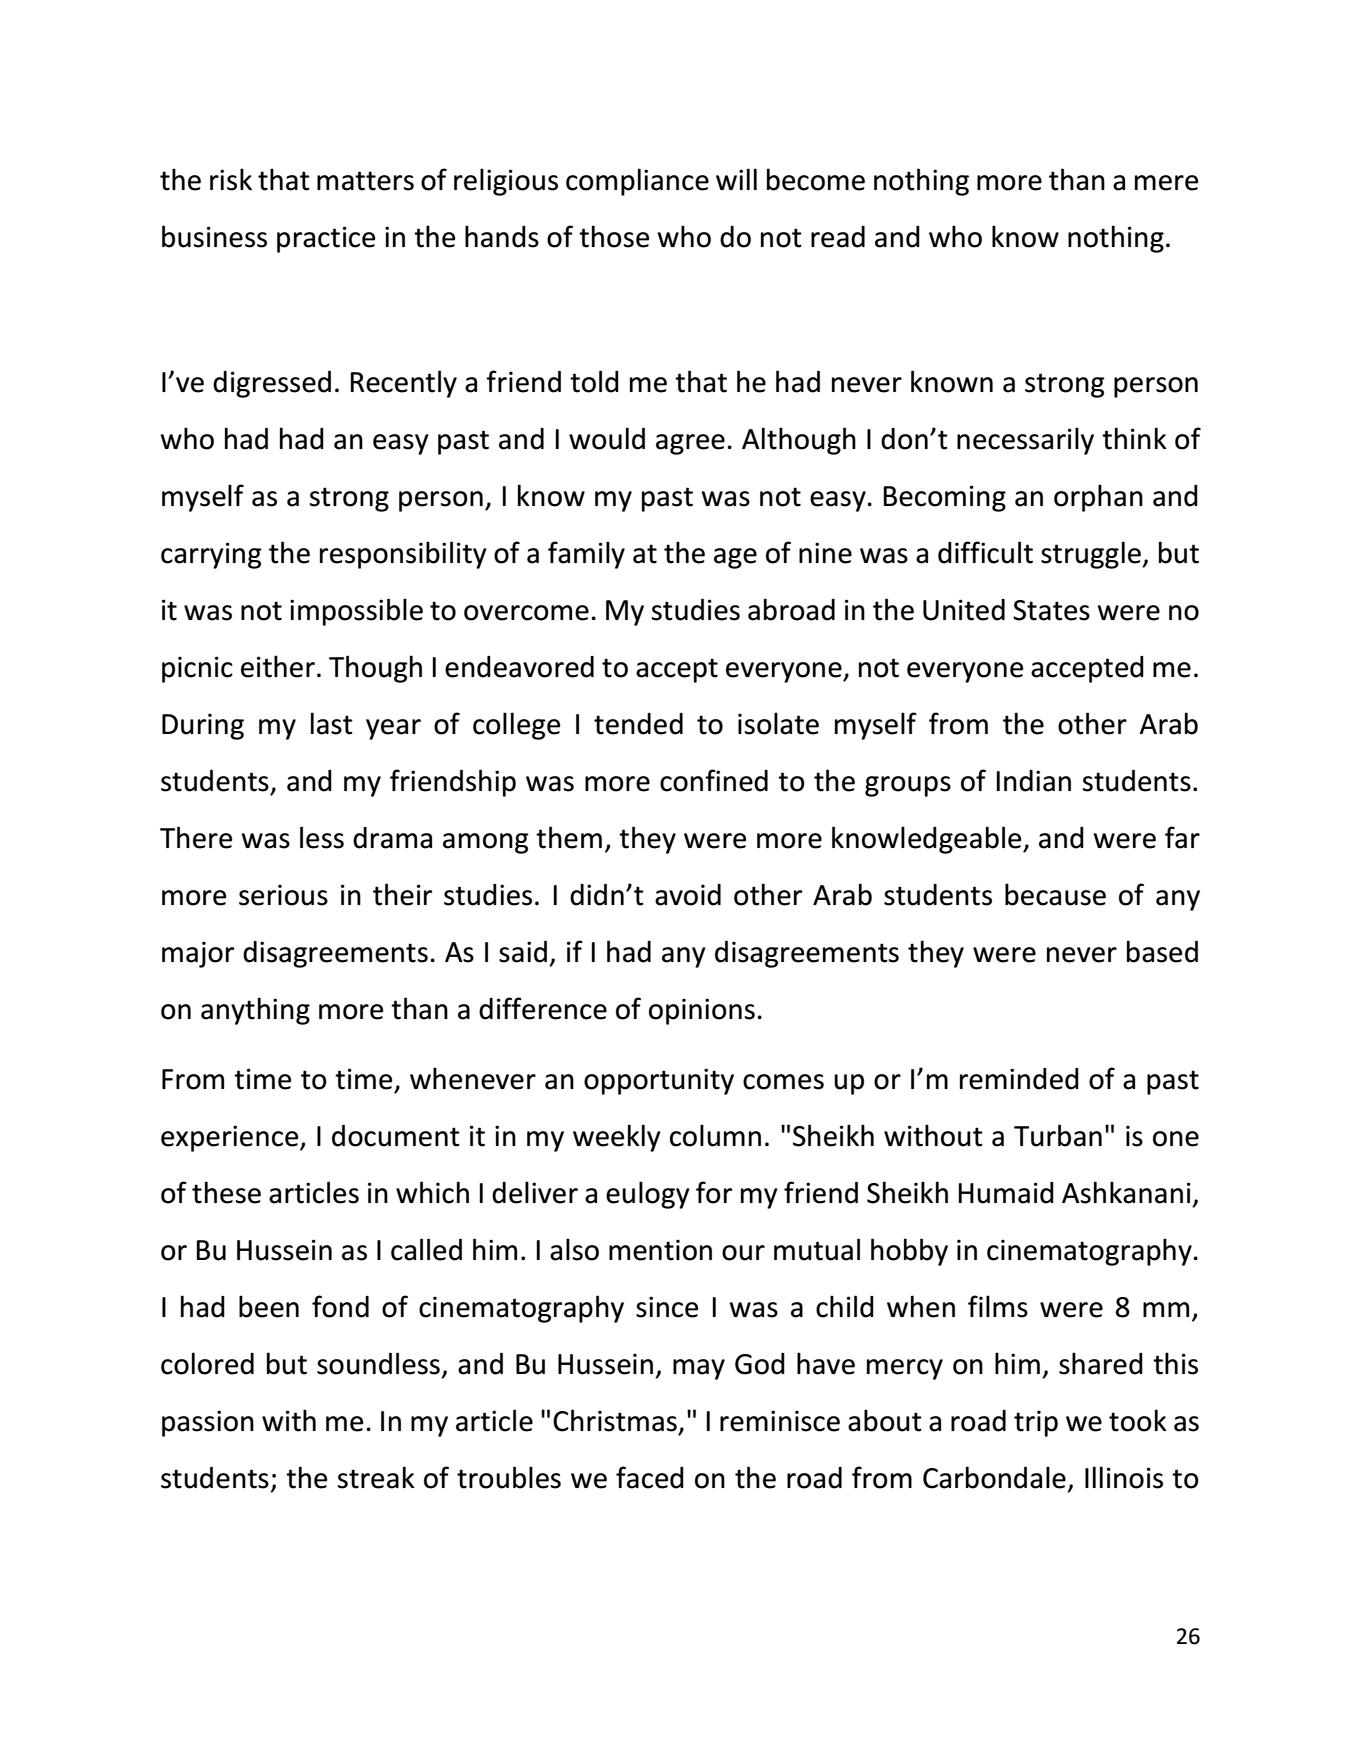 the risk that matters of religious compliance will become nothing more than a mere
business practice in the hands of those who do not read and who know nothing.
I’ve digressed. Recently a friend told me that he had never known a strong person
who had had an easy past and I would agree. Although I don’t necessarily think of
myself as a strong person, I know my past was not easy. Becoming an orphan and
carrying the responsibility of a family at the age of nine was a difficult struggle, but
it was not impossible to overcome. My studies abroad in the United States were no
picnic either. Though I endeavored to accept everyone, not everyone accepted me.
During my last year of college I tended to isolate myself from the other Arab
students, and my friendship was more confined to the groups of Indian students.
There was less drama among them, they were more knowledgeable, and were far
more serious in their studies. I didn’t avoid other Arab students because of any
major disagreements. As I said, if I had any disagreements they were never based
on anything more than a difference of opinions.
From time to time, whenever an opportunity comes up or I’m reminded of a past
experience, I document it in my weekly column. "Sheikh without a Turban" is one
of these articles in which I deliver a eulogy for my friend Sheikh Humaid Ashkanani,
or Bu Hussein as I called him. I also mention our mutual hobby in cinematography.
I had been fond of cinematography since I was a child when films were 8 mm,
colored but soundless, and Bu Hussein, may God have mercy on him, shared this
passion with me. In my article "Christmas," I reminisce about a road trip we took as
students; the streak of troubles we faced on the road from Carbondale, Illinois to
26